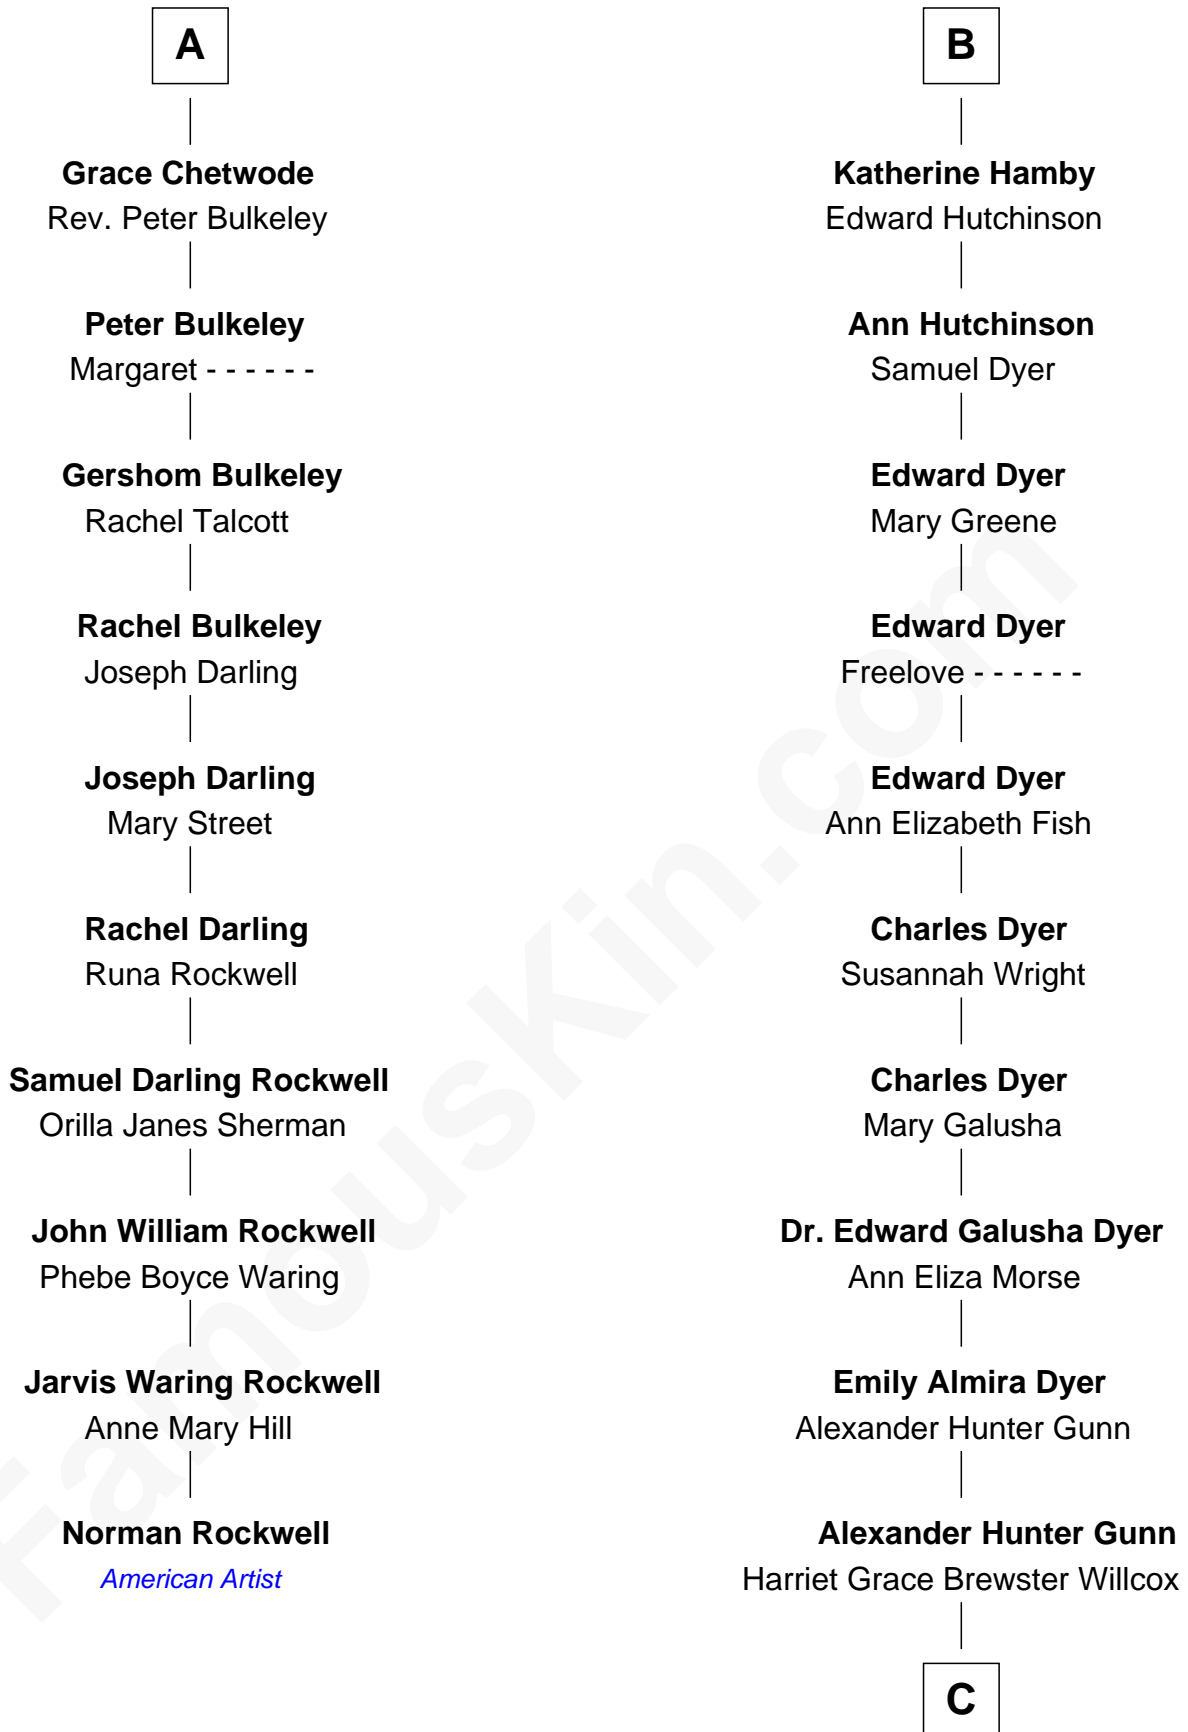 A
Grace Chetwode
Rev. Peter Bulkeley
Peter Bulkeley
Margaret - - - - - -
Gershom Bulkeley
Rachel Talcott
Rachel Bulkeley
Joseph Darling
Joseph Darling
Mary Street
Rachel Darling
Runa Rockwell
Samuel Darling Rockwell
Orilla Janes Sherman
John William Rockwell
Phebe Boyce Waring
Jarvis Waring Rockwell
Anne Mary Hill
Norman Rockwell
American Artist
B
Katherine Hamby
Edward Hutchinson
Ann Hutchinson
Samuel Dyer
Edward Dyer
Mary Greene
Edward Dyer
Freelove - - - - - -
Edward Dyer
Ann Elizabeth Fish
Charles Dyer
Susannah Wright
Charles Dyer
Mary Galusha
Dr. Edward Galusha Dyer
Ann Eliza Morse
Emily Almira Dyer
Alexander Hunter Gunn
Alexander Hunter Gunn
Harriet Grace Brewster Willcox
C
FamousKin.com